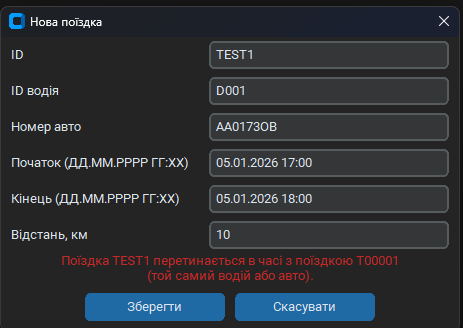 Нова поїздка
ID
TEST1
ID водія
D001
Номер авто
AA0173OB
Початок (ДД.ММ.РРРР ГГ:ХХ)
05.01.2026 17:00
Кінець (ДД.ММ.РРРР ГГ:ХХ)
05.01.2026 18:00
Відстань, км
10
Поїздка TEST1 перетинається в часі з поїздкою T00001
(той самий водій або авто).
Зберегти
Скасувати